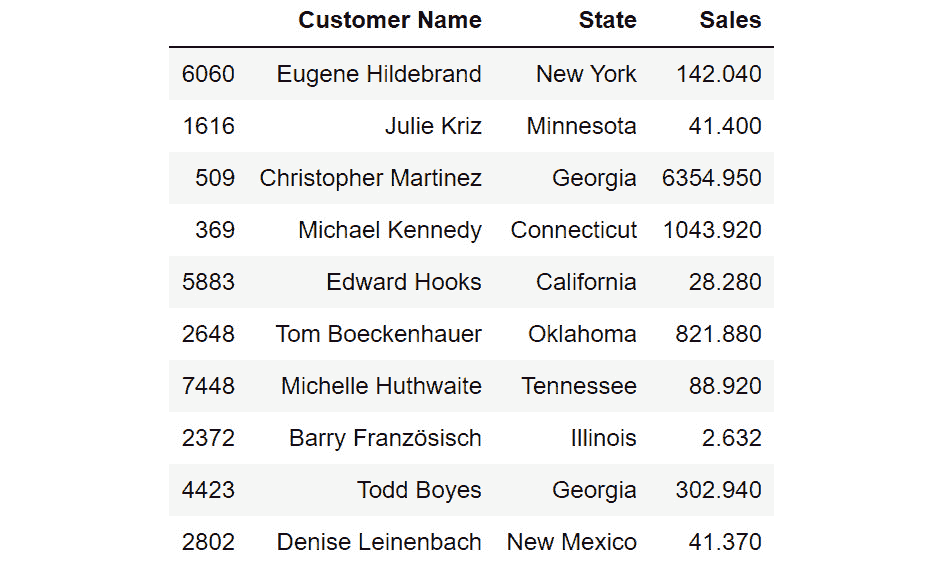 Customer Name State Sales
6060 Eugene Hildebrand New York 142.040
1616 Julie Kriz Minnesota 41.400
509 Christopher Martinez Georgia 6354.950
369 Michael Kennedy Connecticut 1043.920
5883 Edward Hooks California 28.280
2648 Tom Boeckenhauer Oklahoma 821.880
7448 Michelle Huthwaite Tennessee 88.920
2372 Barry Französisch Illinois 2.632
4423 Todd Boyes Georgia 302.940
2802 Denise Leinenbach New Mexico 41.370